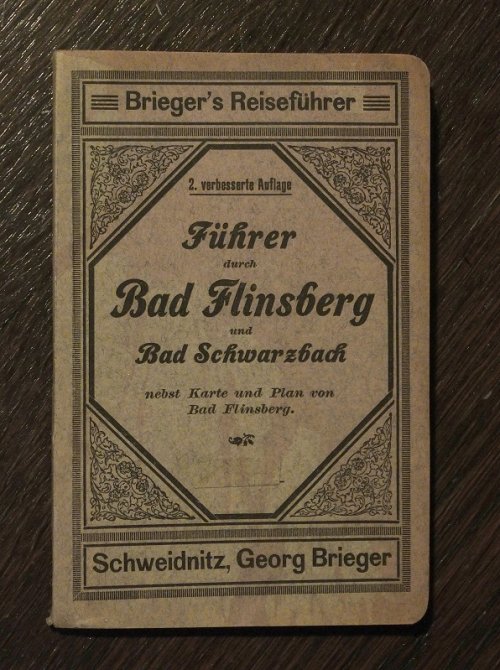 Brieger's Reiseführer
2. verbesserte Auflage
Führer
durch
Bad Flinsberg
und
Bad Schwarzbach
nebst Karte und Plan von
Bad Flinsberg.
Schweidnitz, Georg Brieger